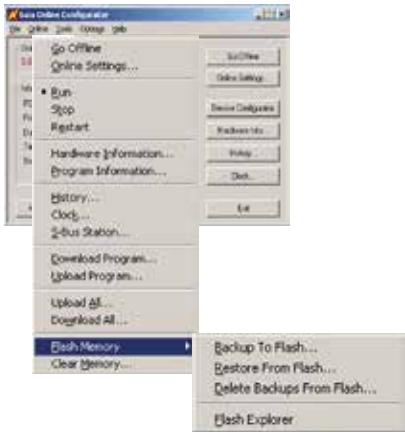 Saia Online Configurator
File Online Tools Options Help
Go Offline
Online Settings...
Run
Stop
Restart
Hardware Information...
Program Information...
History...
Clock...
S-Bus Station...
Download Program...
Upload Program...
Upload All...
Download All...
Flash Memory
Clear Memory...
Go Offline
Online Settings...
Device Configurator
Hardware Info...
History...
Clock...
Exit
Backup To Flash...
Restore From Flash...
Delete Backups From Flash...
Flash Explorer